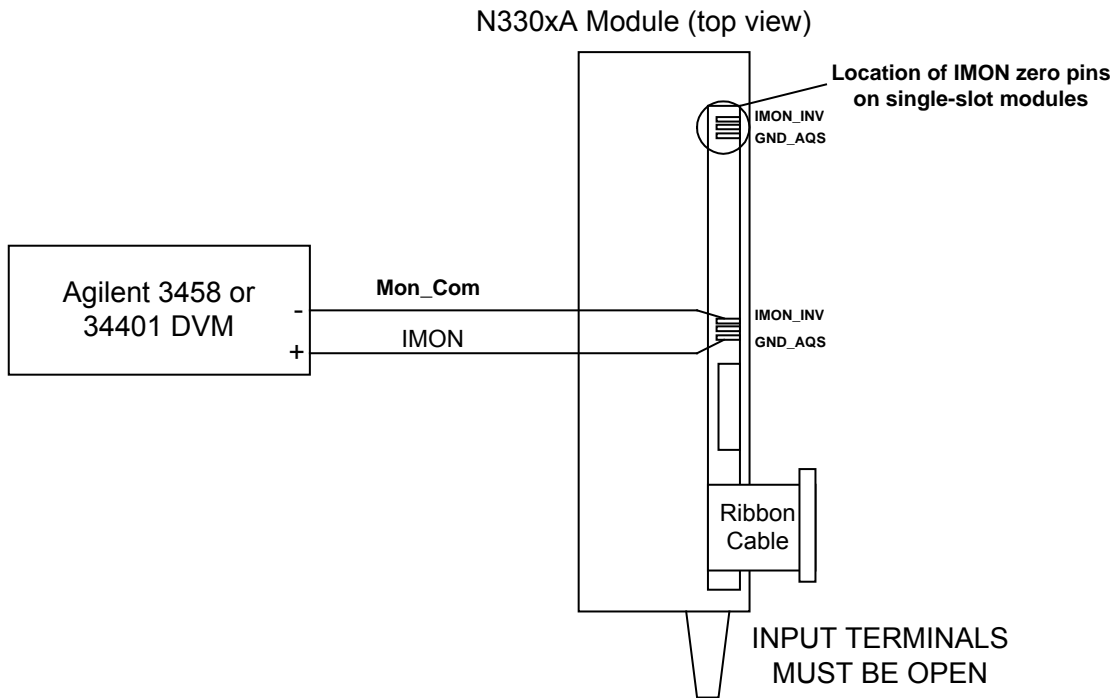 N330xA Module (top view)
Location of IMON zero pins
on single-slot modules
IMON_INV
GND_AQS
Agilent 3458 or
34401 DVM
-
+
Mon_Com
IMON
IMON_INV
GND_AQS
Ribbon
Cable
INPUT TERMINALS
MUST BE OPEN